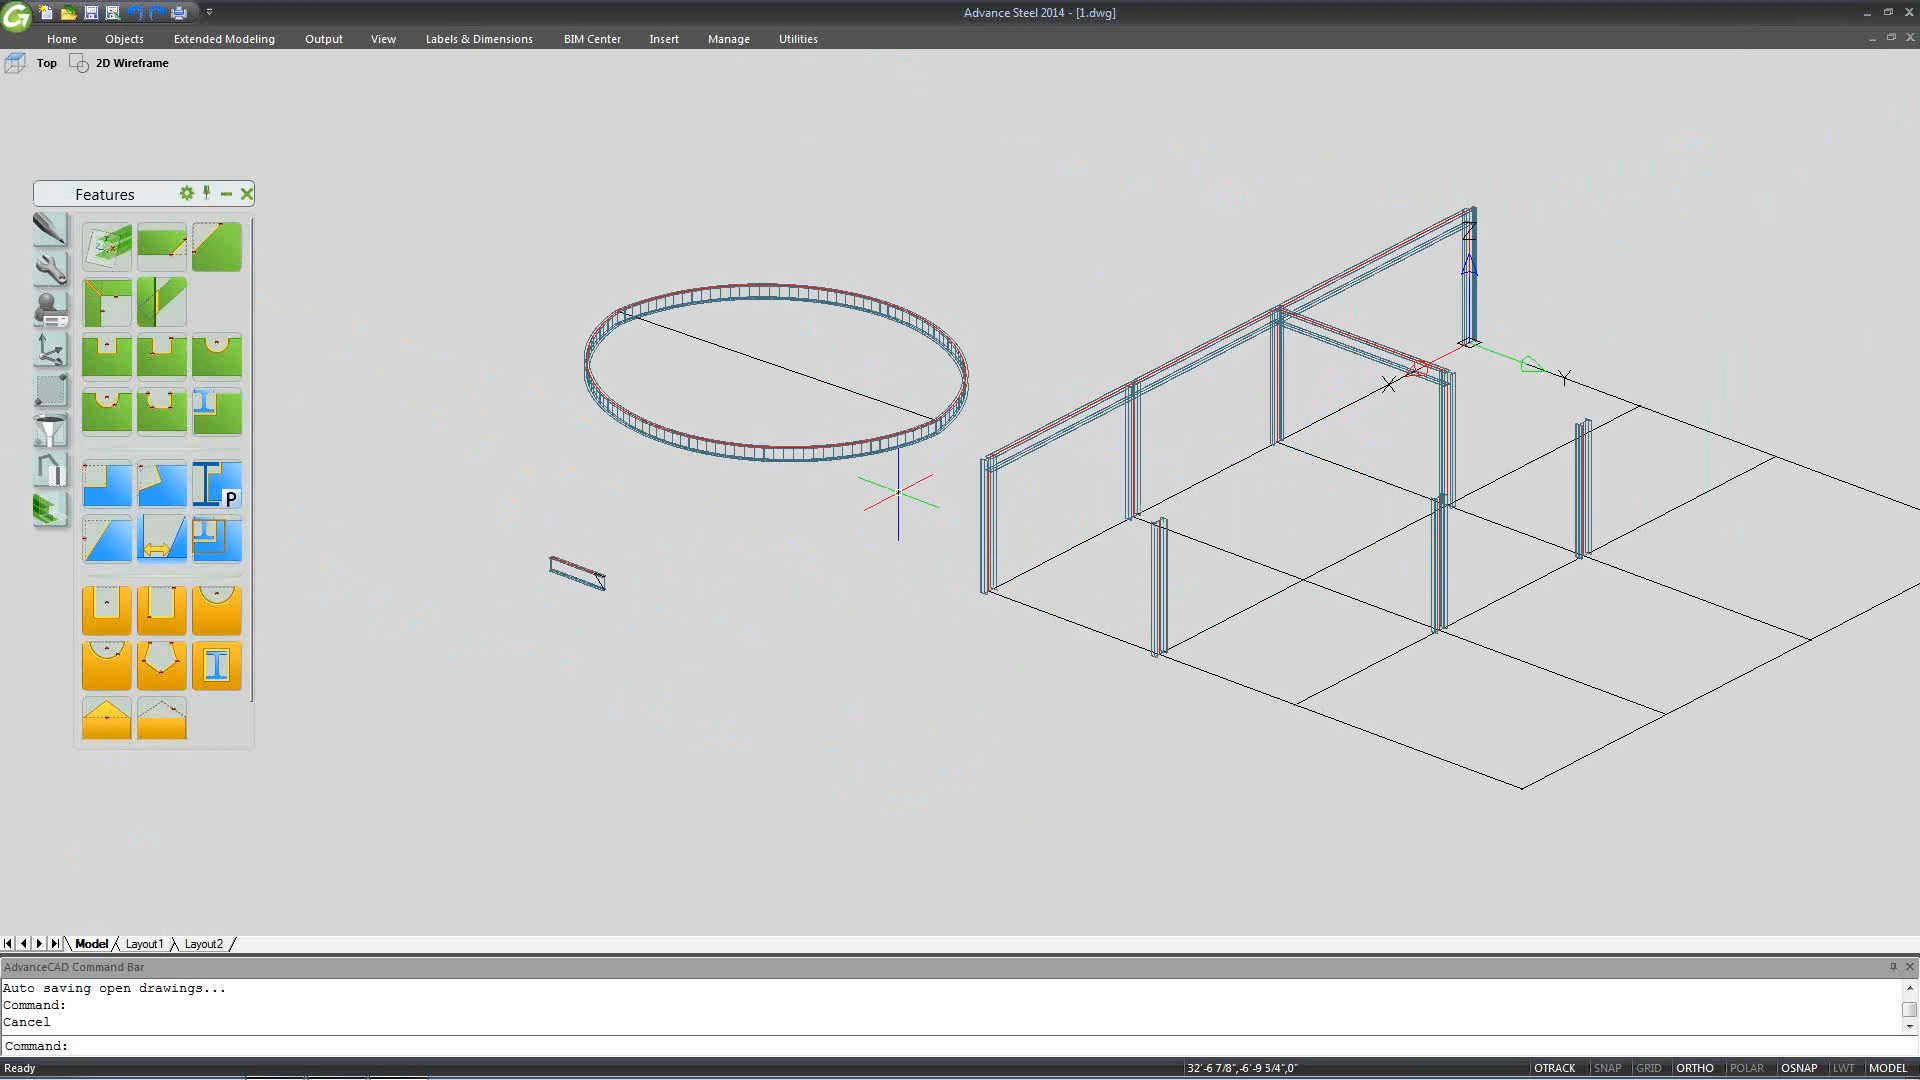 Advance Steel 2014 - [1.dwg]
Home Objects Extended Modeling Output View Labels & Dimensions BIM Center Insert Manage Utilities
Top 2D Wireframe
Features
P
Z
X
Y
Model Layout1 Layout2
AdvanceCAD Command Bar
Auto saving open drawings...
Command:
Cancel
Command:
Ready 32'-6 7/8",-6'-9 3/4",0" OTRACK SNAP GRID ORTHO POLAR OSNAP LWT MODEL